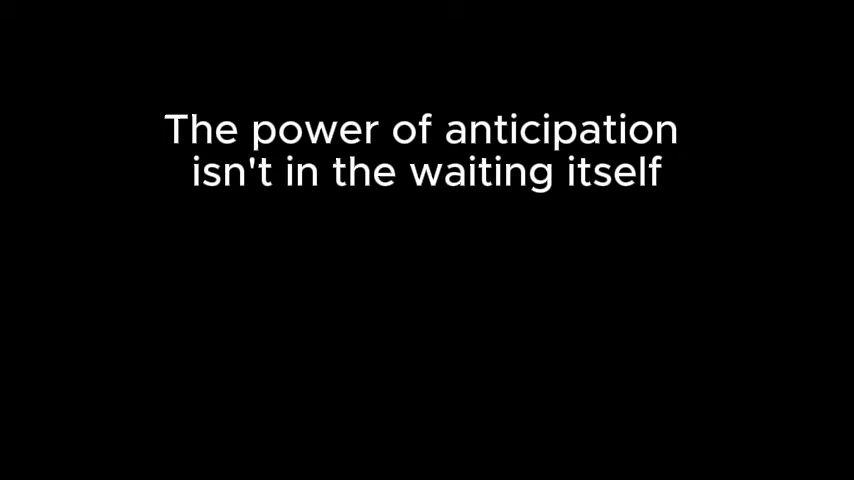 The power of anticipation
isn't in the waiting itself